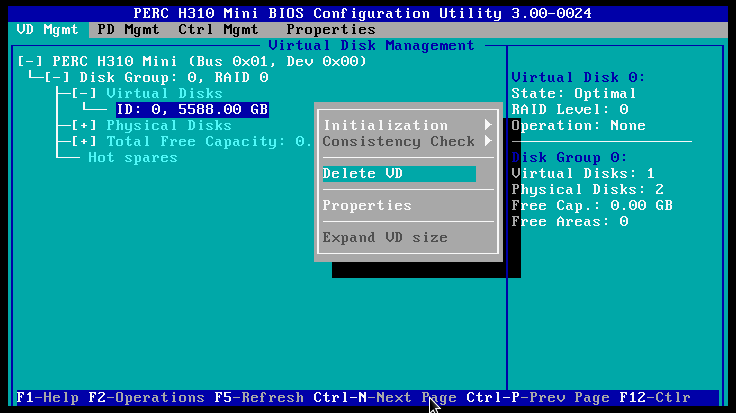 PERC H310 Mini BIOS Configuration Utility 3.00-0024
VD Mgmt PD Mgmt Ctrl Mgmt Properties
Virtual Disk Management
[-] PERC H310 Mini (Bus 0x01, Dev 0x00)
[-] Disk Group: 0, RAID 0
[-] Virtual Disks
ID: 0, 5588.00 GB
[+] Physical Disks
[+] Total Free Capacity: 0.
Hot spares
Initialization
Consistency Check
Delete VD
Properties
Expand VD size
Virtual Disk 0:
State: Optimal
RAID Level: 0
Operation: None
Disk Group 0:
Virtual Disks: 1
Physical Disks: 2
Free Cap.: 0.00 GB
Free Areas: 0
F1-Help F2-Operations F5-Refresh Ctrl-N-Next Page Ctrl-P-Prev Page F12-Ctlr